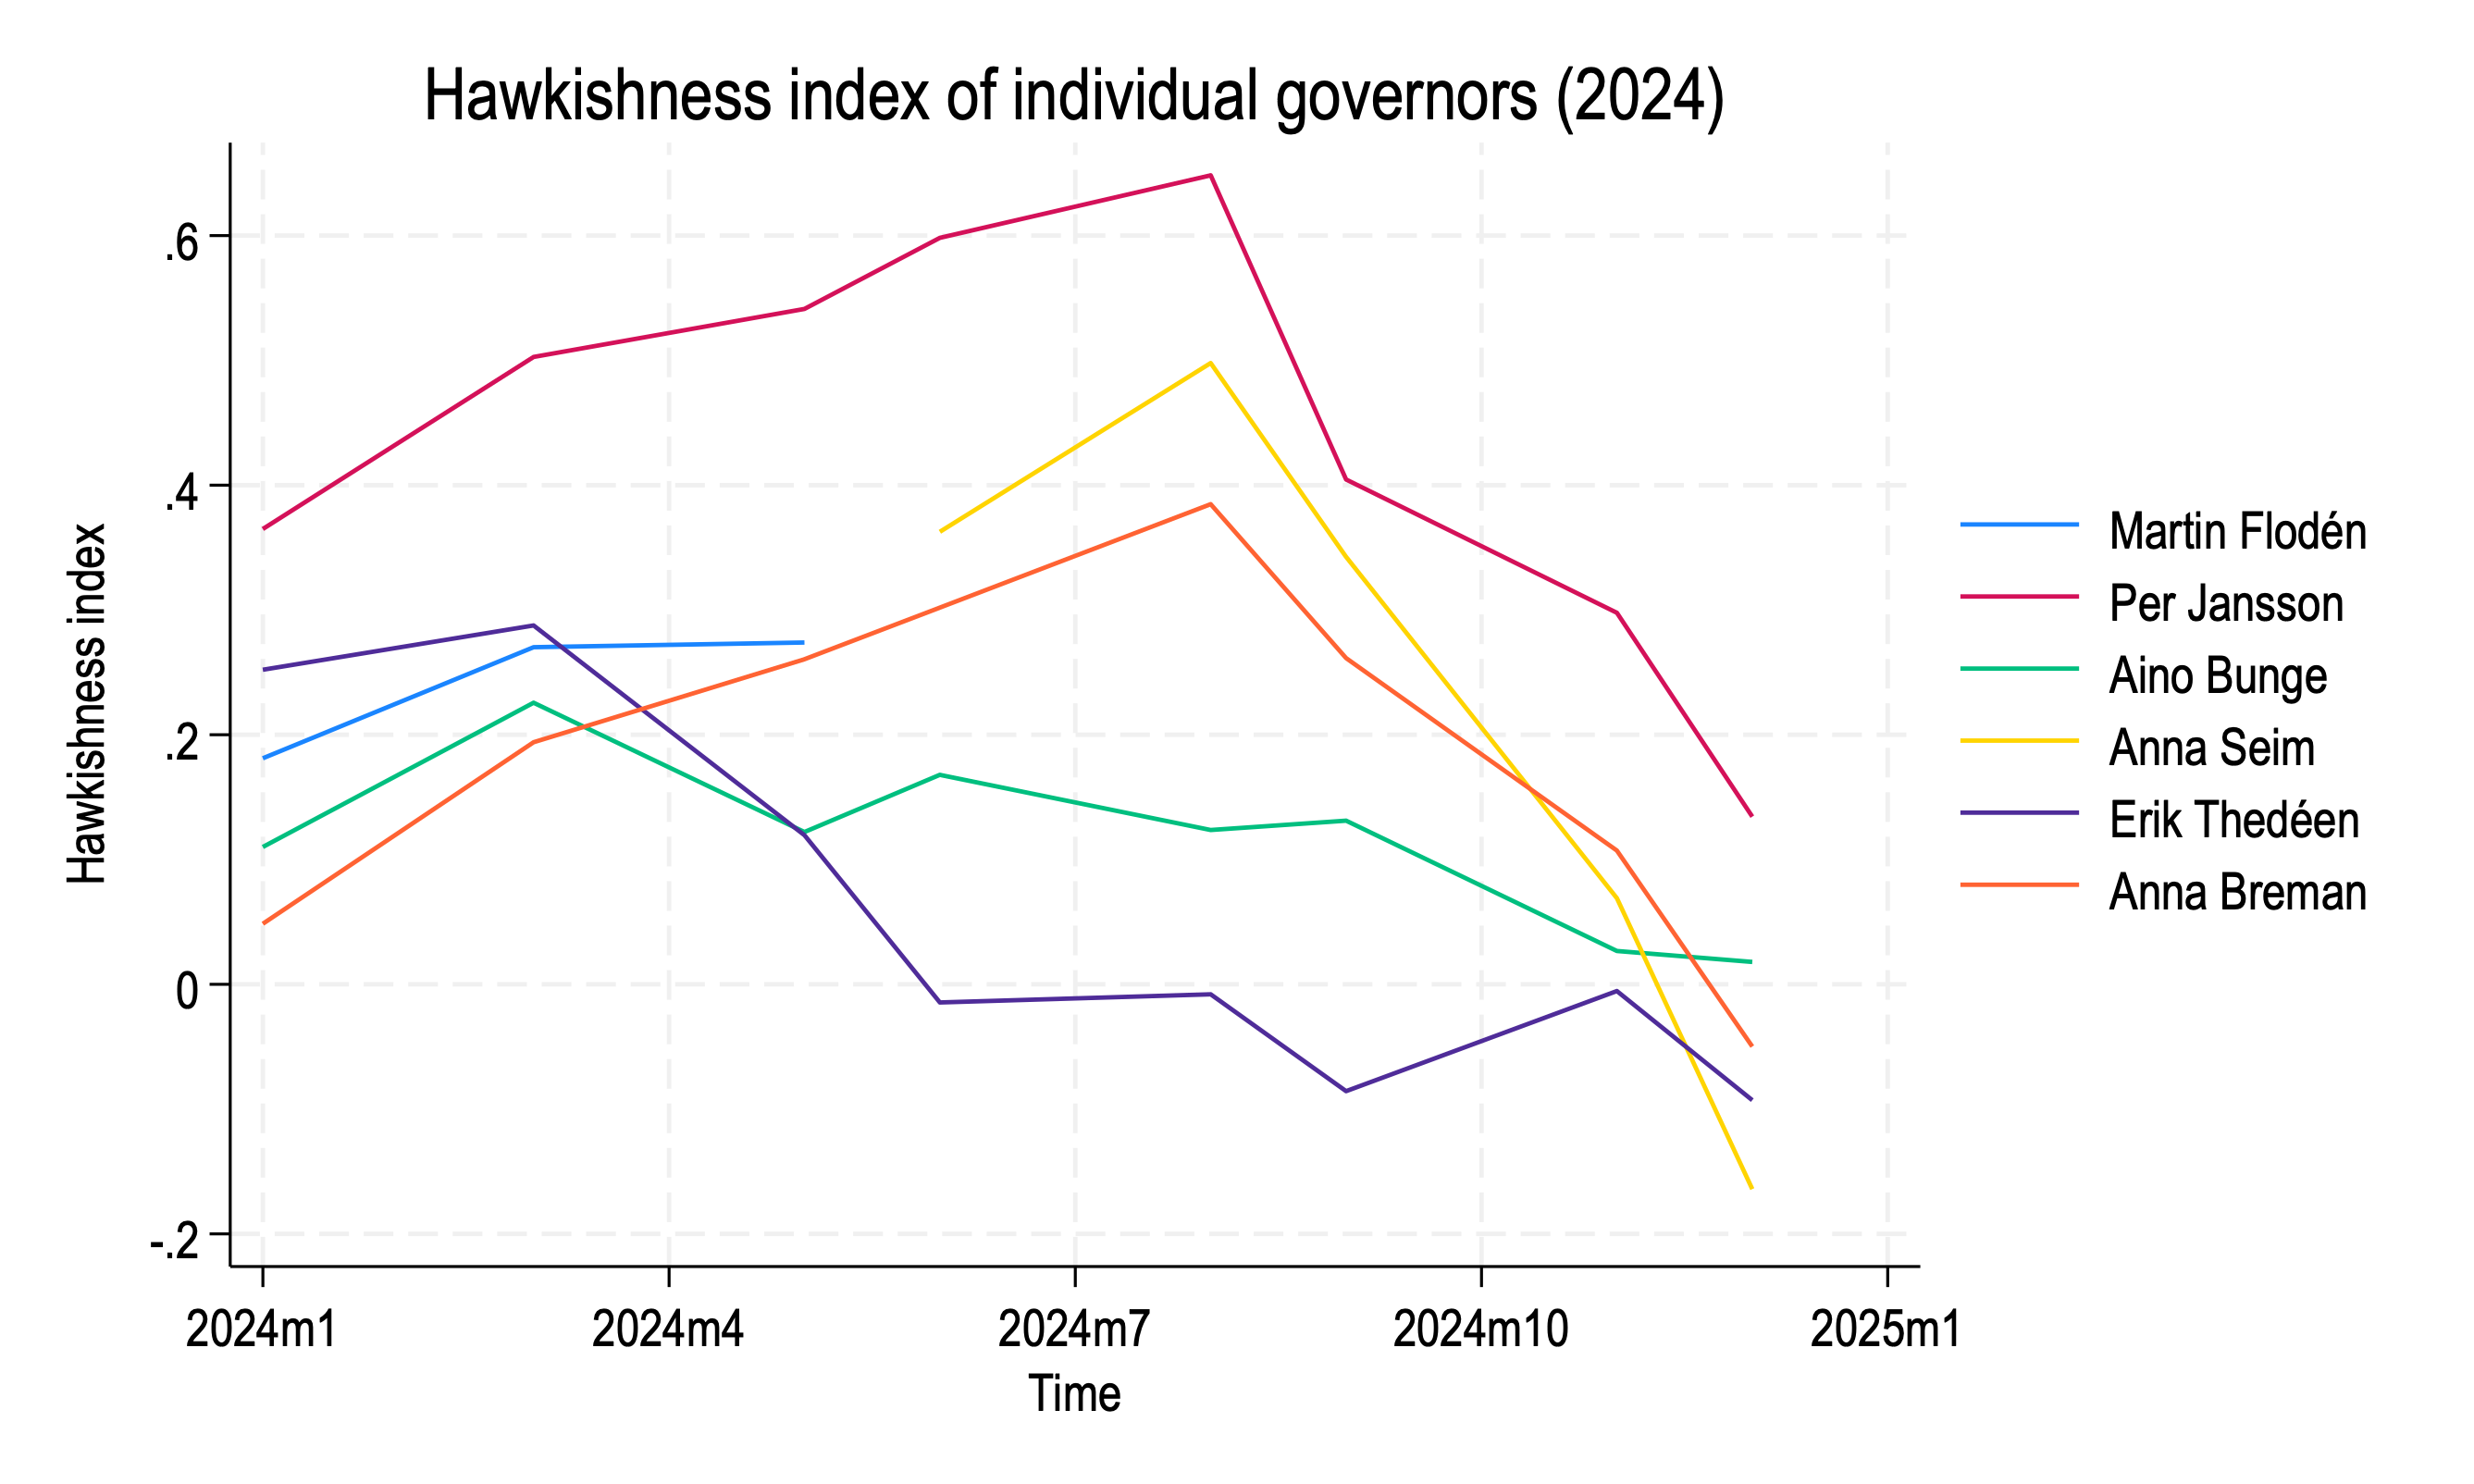 Hawkishness index of individual governors (2024)
Hawkishness index
.6
.4
.2
0
-.2
2024m1
2024m4
2024m7
2024m10
2025m1
Time
Martin Flodén
Per Jansson
Aino Bunge
Anna Seim
Erik Thedéen
Anna Breman